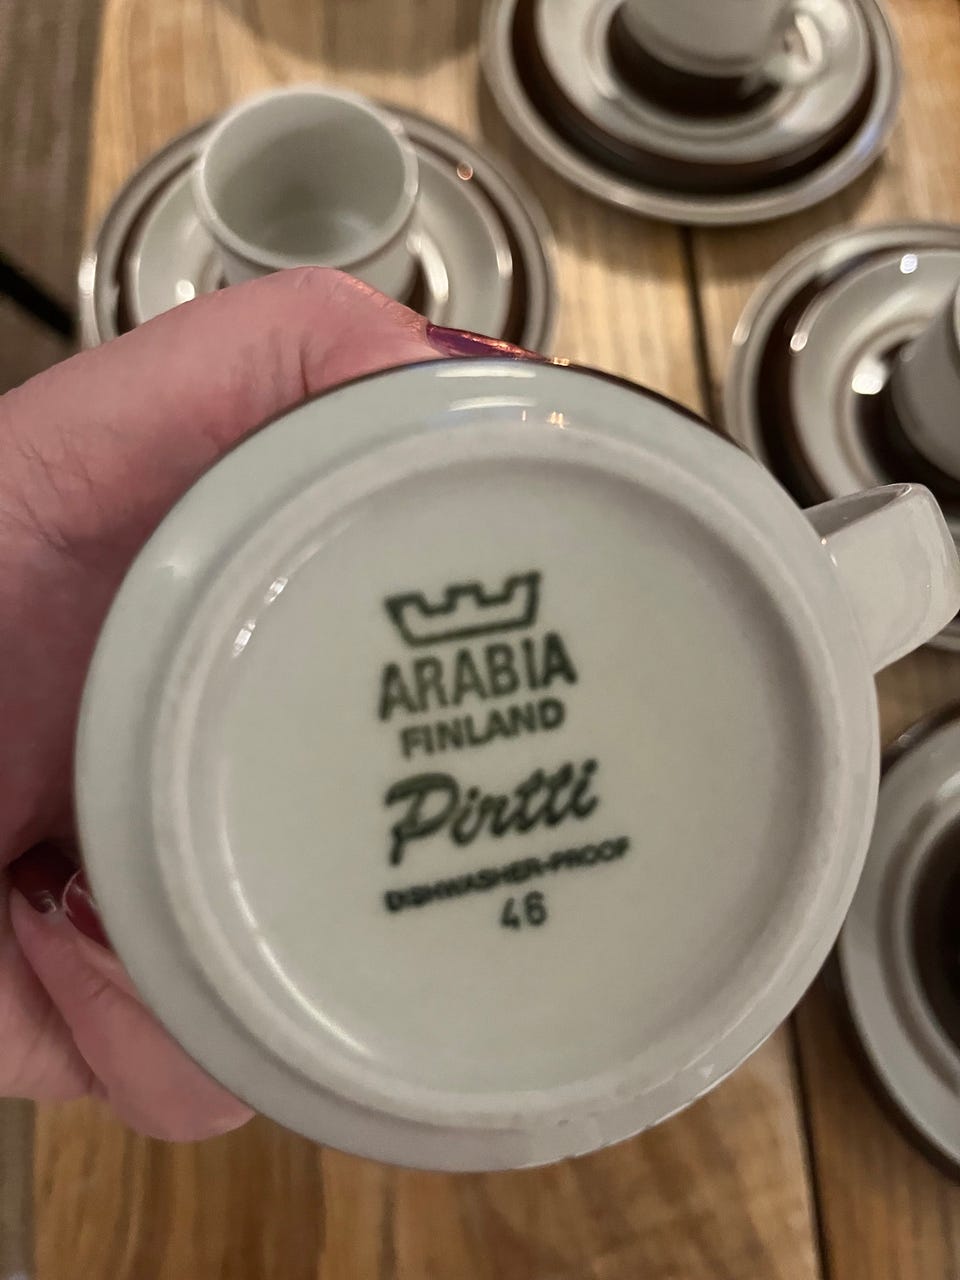 ARABIA
FINLAND
Pirtti
DISHWASHER-PROOF
46